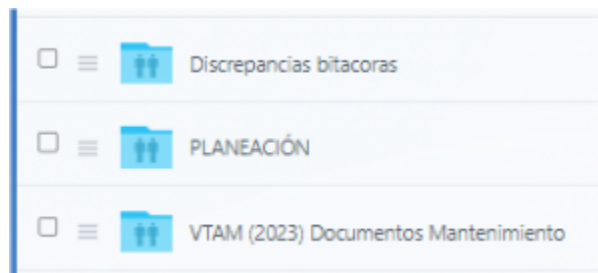 Discrepancias bitacoras
PLANEACIÓN
VTAM (2023) Documentos Mantenimiento